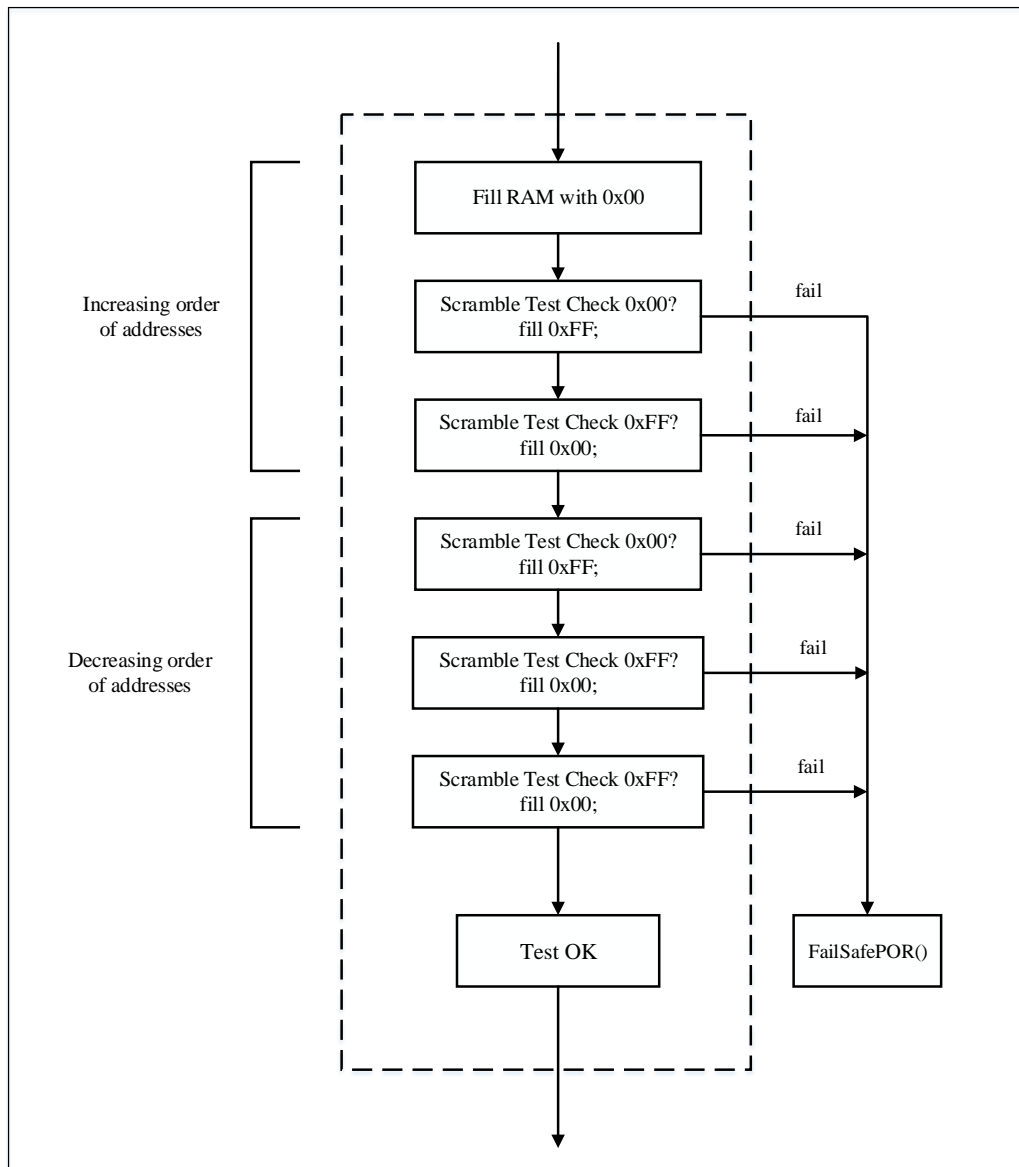 Fill RAM with 0x00
Increasing order
of addresses
Scramble Test Check 0x00?
fill 0xFF;
fail
Scramble Test Check 0xFF?
fill 0x00;
fail
Decreasing order
of addresses
Scramble Test Check 0x00?
fill 0xFF;
fail
Scramble Test Check 0xFF?
fill 0x00;
fail
Scramble Test Check 0xFF?
fill 0x00;
fail
Test OK
FailSafePOR()